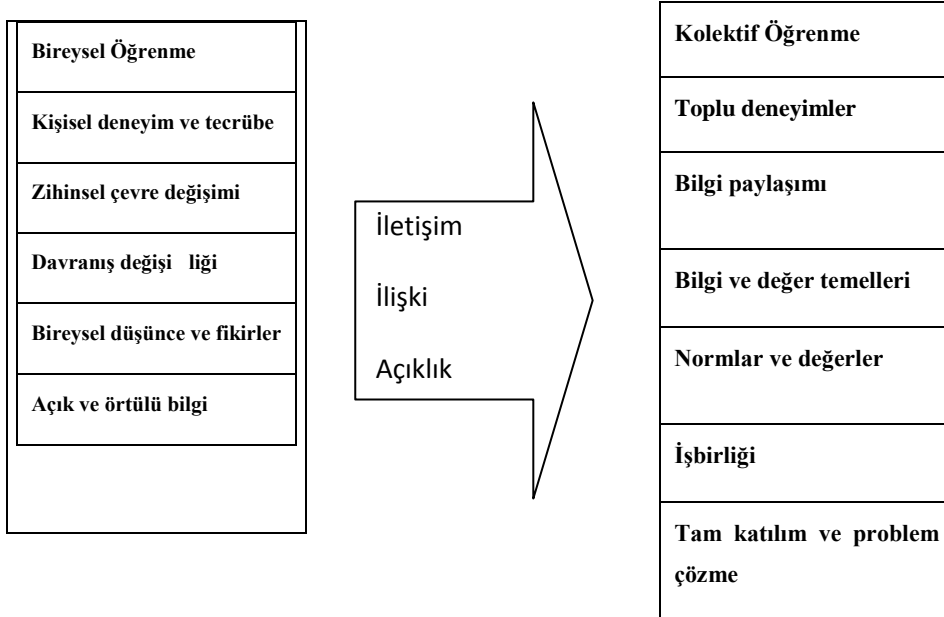 Bireysel Öğrenme
Kişisel deneyim ve tecrübe
Zihinsel çevre değişimi
Davranış değişi liği
Bireysel düşünce ve fikirler
Açık ve örtülü bilgi
İletişim
İlişki
Açıklık
Kolektif Öğrenme
Toplu deneyimler
Bilgi paylaşımı
Bilgi ve değer temelleri
Normlar ve değerler
İşbirliği
Tam katılım ve problem
çözme